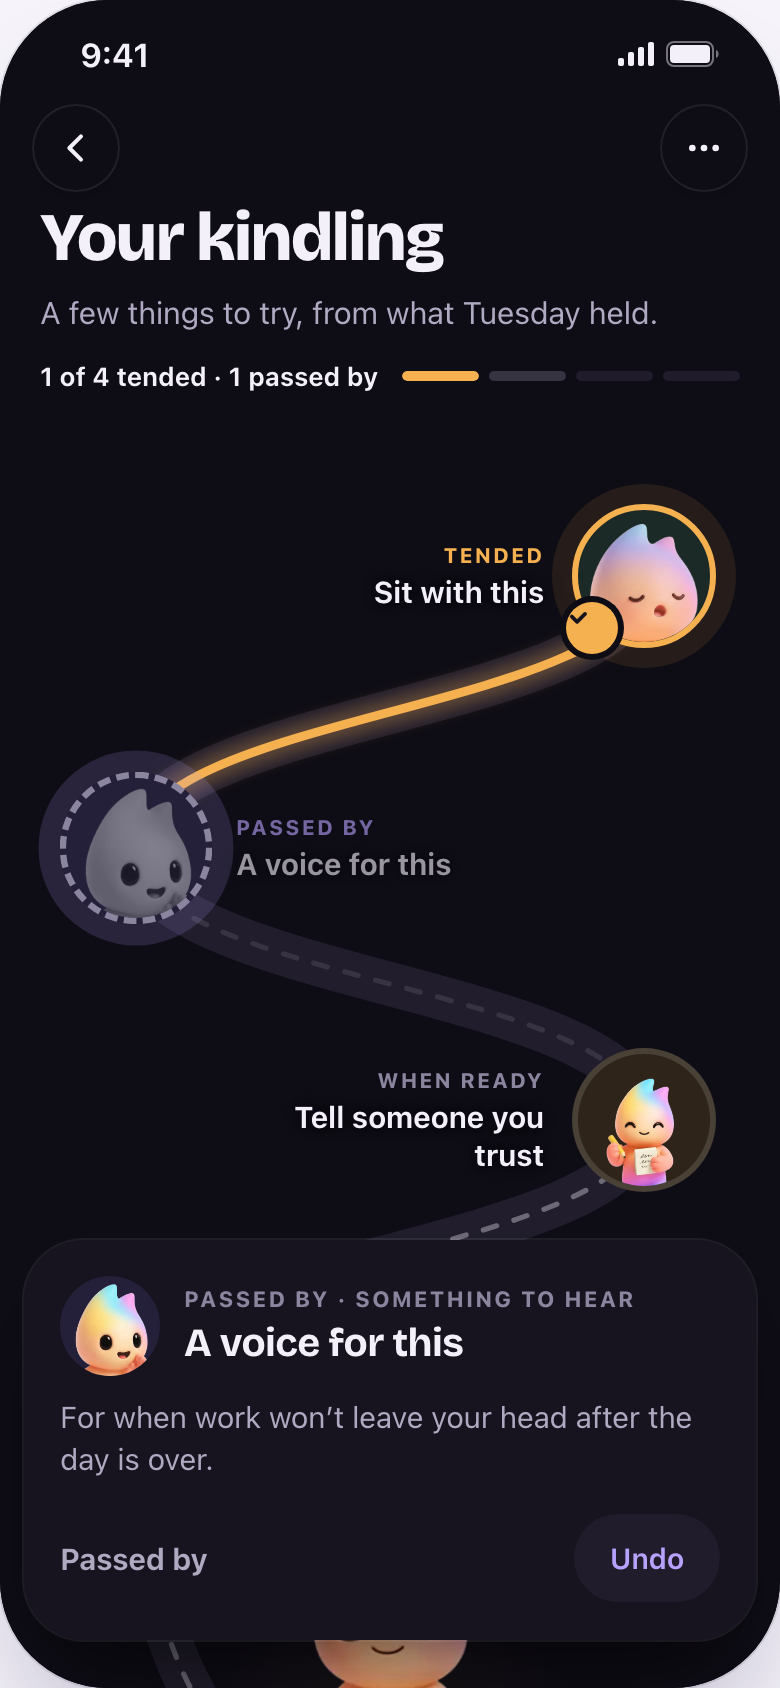 9:41
Your kindling
A few things to try, from what Tuesday held.
1 of 4 tended · 1 passed by
TENDED
Sit with this
PASSED BY
A voice for this
WHEN READY
Tell someone you
trust
PASSED BY · SOMETHING TO HEAR
A voice for this
For when work won’t leave your head after the
day is over.
Passed by
Undo